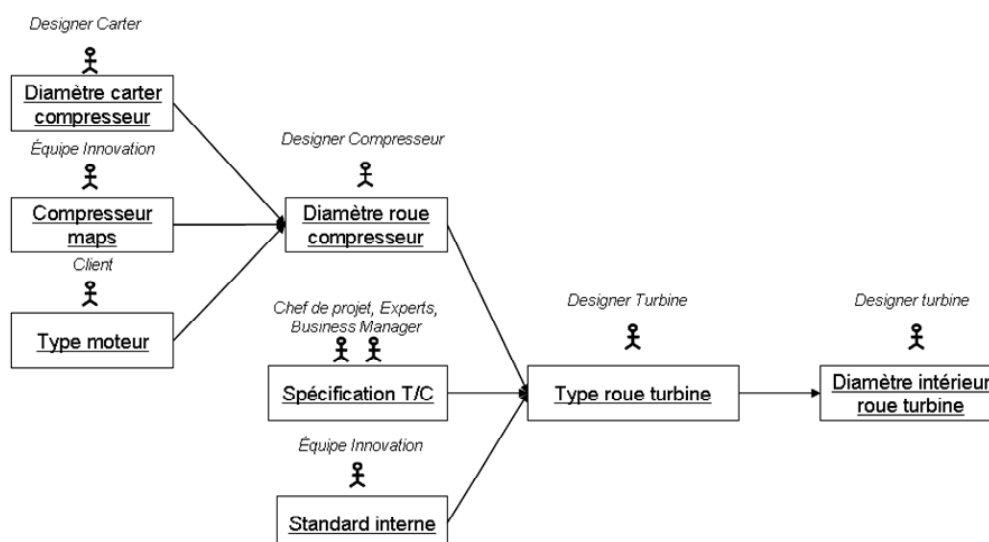 Designer Carter
Diamètre carter
compresseur
Équipe Innovation
Compresseur
maps
Client
Type moteur
Designer Compresseur
Diamètre roue
compresseur
Chef de projet, Experts,
Business Manager
Spécification T/C
Équipe Innovation
Standard interne
Designer Turbine
Type roue turbine
Designer turbine
Diamètre intérieur
roue turbine